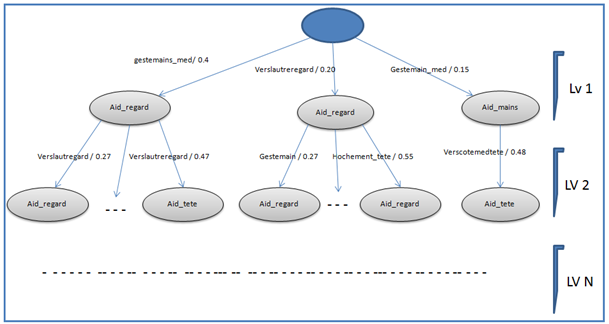 gestemains_med/ 0.4
Verslautreregard / 0.20
Gestemain_med / 0.15
Lv 1
Aid_regard
Aid_regard
Aid_mains
Verslautregard / 0.27
Verslautreregard / 0.47
Gestemain / 0.27
Hochement_tete / 0.55
Verscotemedtete / 0.48
LV 2
Aid_regard
- - -
Aid_tete
Aid_regard
- - -
Aid_regard
Aid_tete
LV N